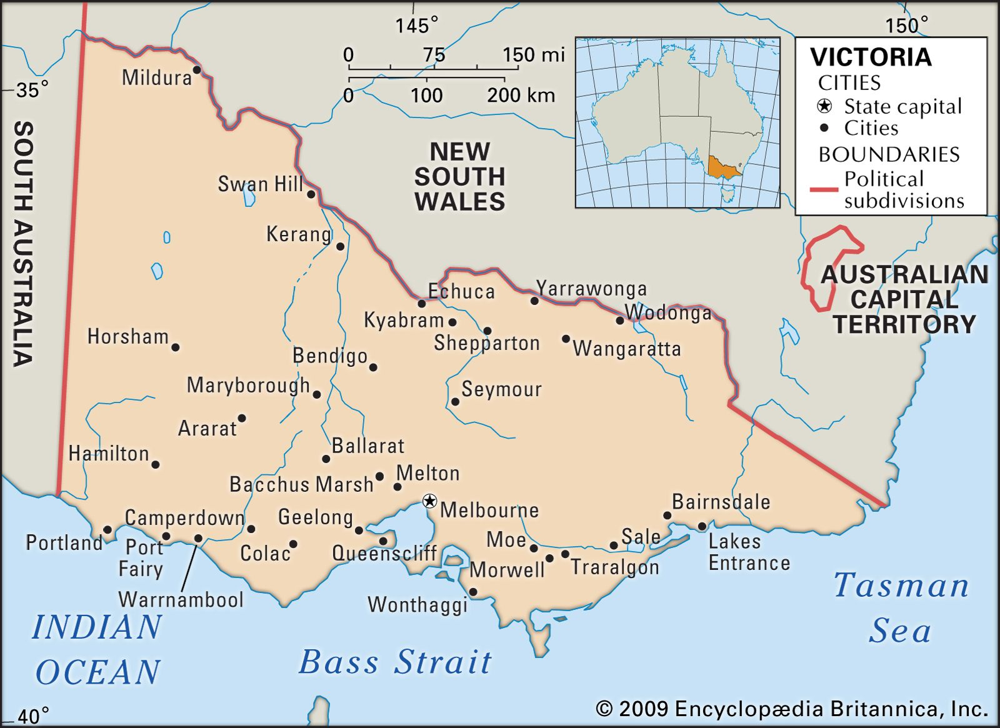 145°
150°
0 75 150 mi
0 100 200 km
VICTORIA
CITIES
State capital
Cities
BOUNDARIES
Political
subdivisions
35°
SOUTH AUSTRALIA
NEW
SOUTH
WALES
AUSTRALIAN
CAPITAL
TERRITORY
Mildura
Swan Hill
Kerang
Echuca
Yarrawonga
Wodonga
Kyabram
Shepparton
Wangaratta
Horsham
Bendigo
Maryborough
Seymour
Ararat
Hamilton
Ballarat
Melton
Bacchus Marsh
Melbourne
Bairnsdale
Camperdown
Geelong
Portland
Port
Fairy
Colac
Queenscliff
Moe
Sale
Lakes
Entrance
Morwell
Traralgon
Warrnambool
Wonthaggi
INDIAN
OCEAN
Bass Strait
Tasman
Sea
40°
© 2009 Encyclopædia Britannica, Inc.